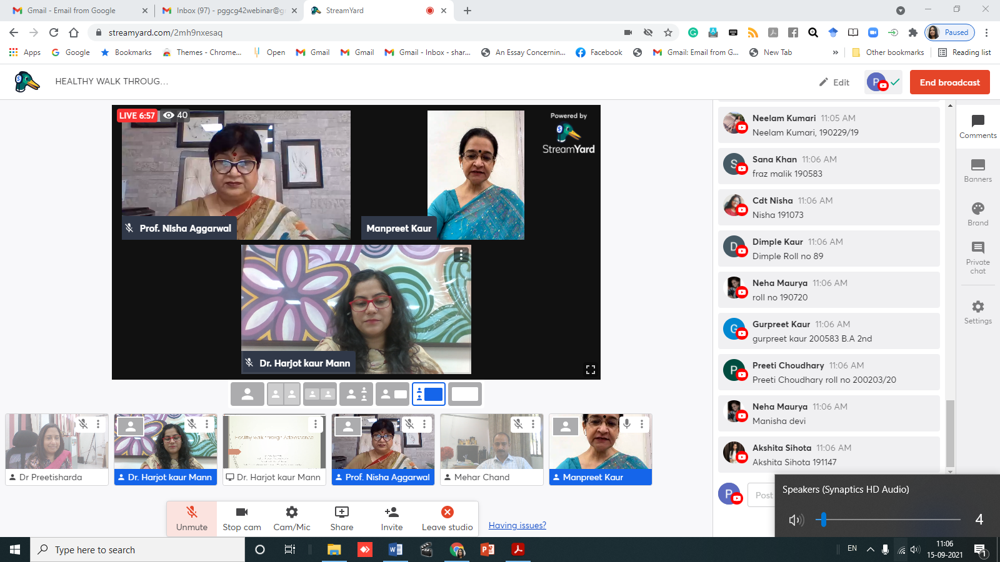 Gmail - Email from Google
Inbox (97) - pggcg42webinar@g
StreamYard
streamyard.com/2mh9nxesaq
Paused
Apps
Google
Bookmarks
Themes - Chrome...
Open
Gmail
Gmail
Gmail - Inbox - shar...
An Essay Concernin...
Facebook
Gmail: Email from G...
New Tab
»
Other bookmarks
Reading list
HEALTHY WALK THROUG...
Edit
P
End broadcast
LIVE 6:57
40
Powered by
StreamYard
Prof. Nisha Aggarwal
Manpreet Kaur
Dr. Harjot kaur Mann
Healthy walk through Adolescence
Dr Preetisharda
Dr. Harjot kaur Mann
Dr. Harjot kaur Mann
Prof. Nisha Aggarwal
Mehar Chand
Manpreet Kaur
Unmute
Stop cam
Cam/Mic
Share
Invite
Leave studio
Having issues?
Neelam Kumari 11:05 AM
Neelam Kumari, 190229/19
S
Sana Khan 11:06 AM
fraz malik 190583
Cdt Nisha 11:06 AM
Nisha 191073
D
Dimple Kaur 11:06 AM
Dimple Roll no 89
Neha Maurya 11:06 AM
roll no 190720
G
Gurpreet Kaur 11:06 AM
gurpreet kaur 200583 B.A 2nd
P
Preeti Choudhary 11:06 AM
Preeti Choudhary roll no 200203/20
Neha Maurya 11:06 AM
Manisha devi
Akshita Sihota 11:06 AM
Akshita Sihota 191147
P
Post
Comments
Banners
Brand
Private
chat
Settings
Speakers (Synaptics HD Audio)
4
Type here to search
EN
11:06
15-09-2021
1